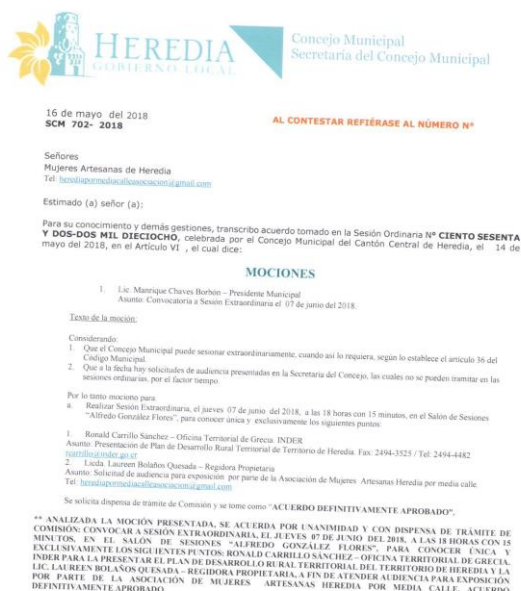 HEREDIA
GOBIERNO LOCAL
Concejo Municipal
Secretaría del Concejo Municipal
16 de mayo del 2018
SCM 702- 2018
AL CONTESTAR REFIÉRASE AL NÚMERO Nº
Señores
Mujeres Artesanas de Heredia
Tel: herediapormediacalleasociacion@gmail.com
Estimado (a) señor (a):
Para su conocimiento y demás gestiones, transcribo acuerdo tomado en la Sesión Ordinaria Nº CIENTO SESENTA
Y DOS-DOS MIL DIECIOCHO, celebrada por el Concejo Municipal del Cantón Central de Heredia, el 14 de
mayo del 2018, en el Artículo VI , el cual dice:
MOCIONES
1. Lic. Manrique Chaves Borbón – Presidente Municipal
Asunto: Convocatoria a Sesión Extraordinaria el 07 de junio del 2018.
Texto de la moción:
Considerando:
1. Que el Concejo Municipal puede sesionar extraordinariamente, cuando así lo requiera, según lo establece el artículo 36 del
Código Municipal.
2. Que a la fecha hay solicitudes de audiencia presentadas en la Secretaría del Concejo, las cuales no se pueden tramitar en las
sesiones ordinarias, por el factor tiempo.
Por lo tanto mociono para
a. Realizar Sesión Extraordinaria, el jueves 07 de junio del 2018, a las 18 horas con 15 minutos, en el Salón de Sesiones
"Alfredo González Flores", para conocer única y exclusivamente los siguientes puntos:
1. Ronald Carrillo Sánchez – Oficina Territorial de Grecia. INDER
Asunto: Presentación de Plan de Desarrollo Rural Territorial de Territorio de Heredia. Fax: 2494-3525 / Tel: 2494-4482
rcarrillo@inder.go.cr
2. Licda. Laureen Bolaños Quesada – Regidora Propietaria
Asunto: Solicitud de audiencia para exposición por parte de la Asociación de Mujeres Artesanas Heredia por media calle
Tel: herediapormediacalleasociacion@gmail.com
Se solicita dispensa de trámite de Comisión y se tome como "ACUERDO DEFINITIVAMENTE APROBADO".
** ANALIZADA LA MOCIÓN PRESENTADA, SE ACUERDA POR UNANIMIDAD Y CON DISPENSA DE TRÁMITE DE
COMISIÓN: CONVOCAR A SESIÓN EXTRAORDINARIA, EL JUEVES 07 DE JUNIO DEL 2018, A LAS 18 HORAS CON 15
MINUTOS, EN EL SALÓN DE SESIONES "ALFREDO GONZÁLEZ FLORES", PARA CONOCER ÚNICA Y
EXCLUSIVAMENTE LOS SIGUIENTES PUNTOS: RONALD CARRILLO SÁNCHEZ – OFICINA TERRITORIAL DE GRECIA.
INDER PARA LA PRESENTAR EL PLAN DE DESARROLLO RURAL TERRITORIAL DEL TERRITORIO DE HEREDIA Y LA
LIC. LAUREEN BOLAÑOS QUESADA – REGIDORA PROPIETARIA, A FIN DE ATENDER AUDIENCIA PARA EXPOSICIÓN
POR PARTE DE LA ASOCIACIÓN DE MUJERES ARTESANAS HEREDIA POR MEDIA CALLE. ACUERDO
DEFINITIVAMENTE APROBADO.